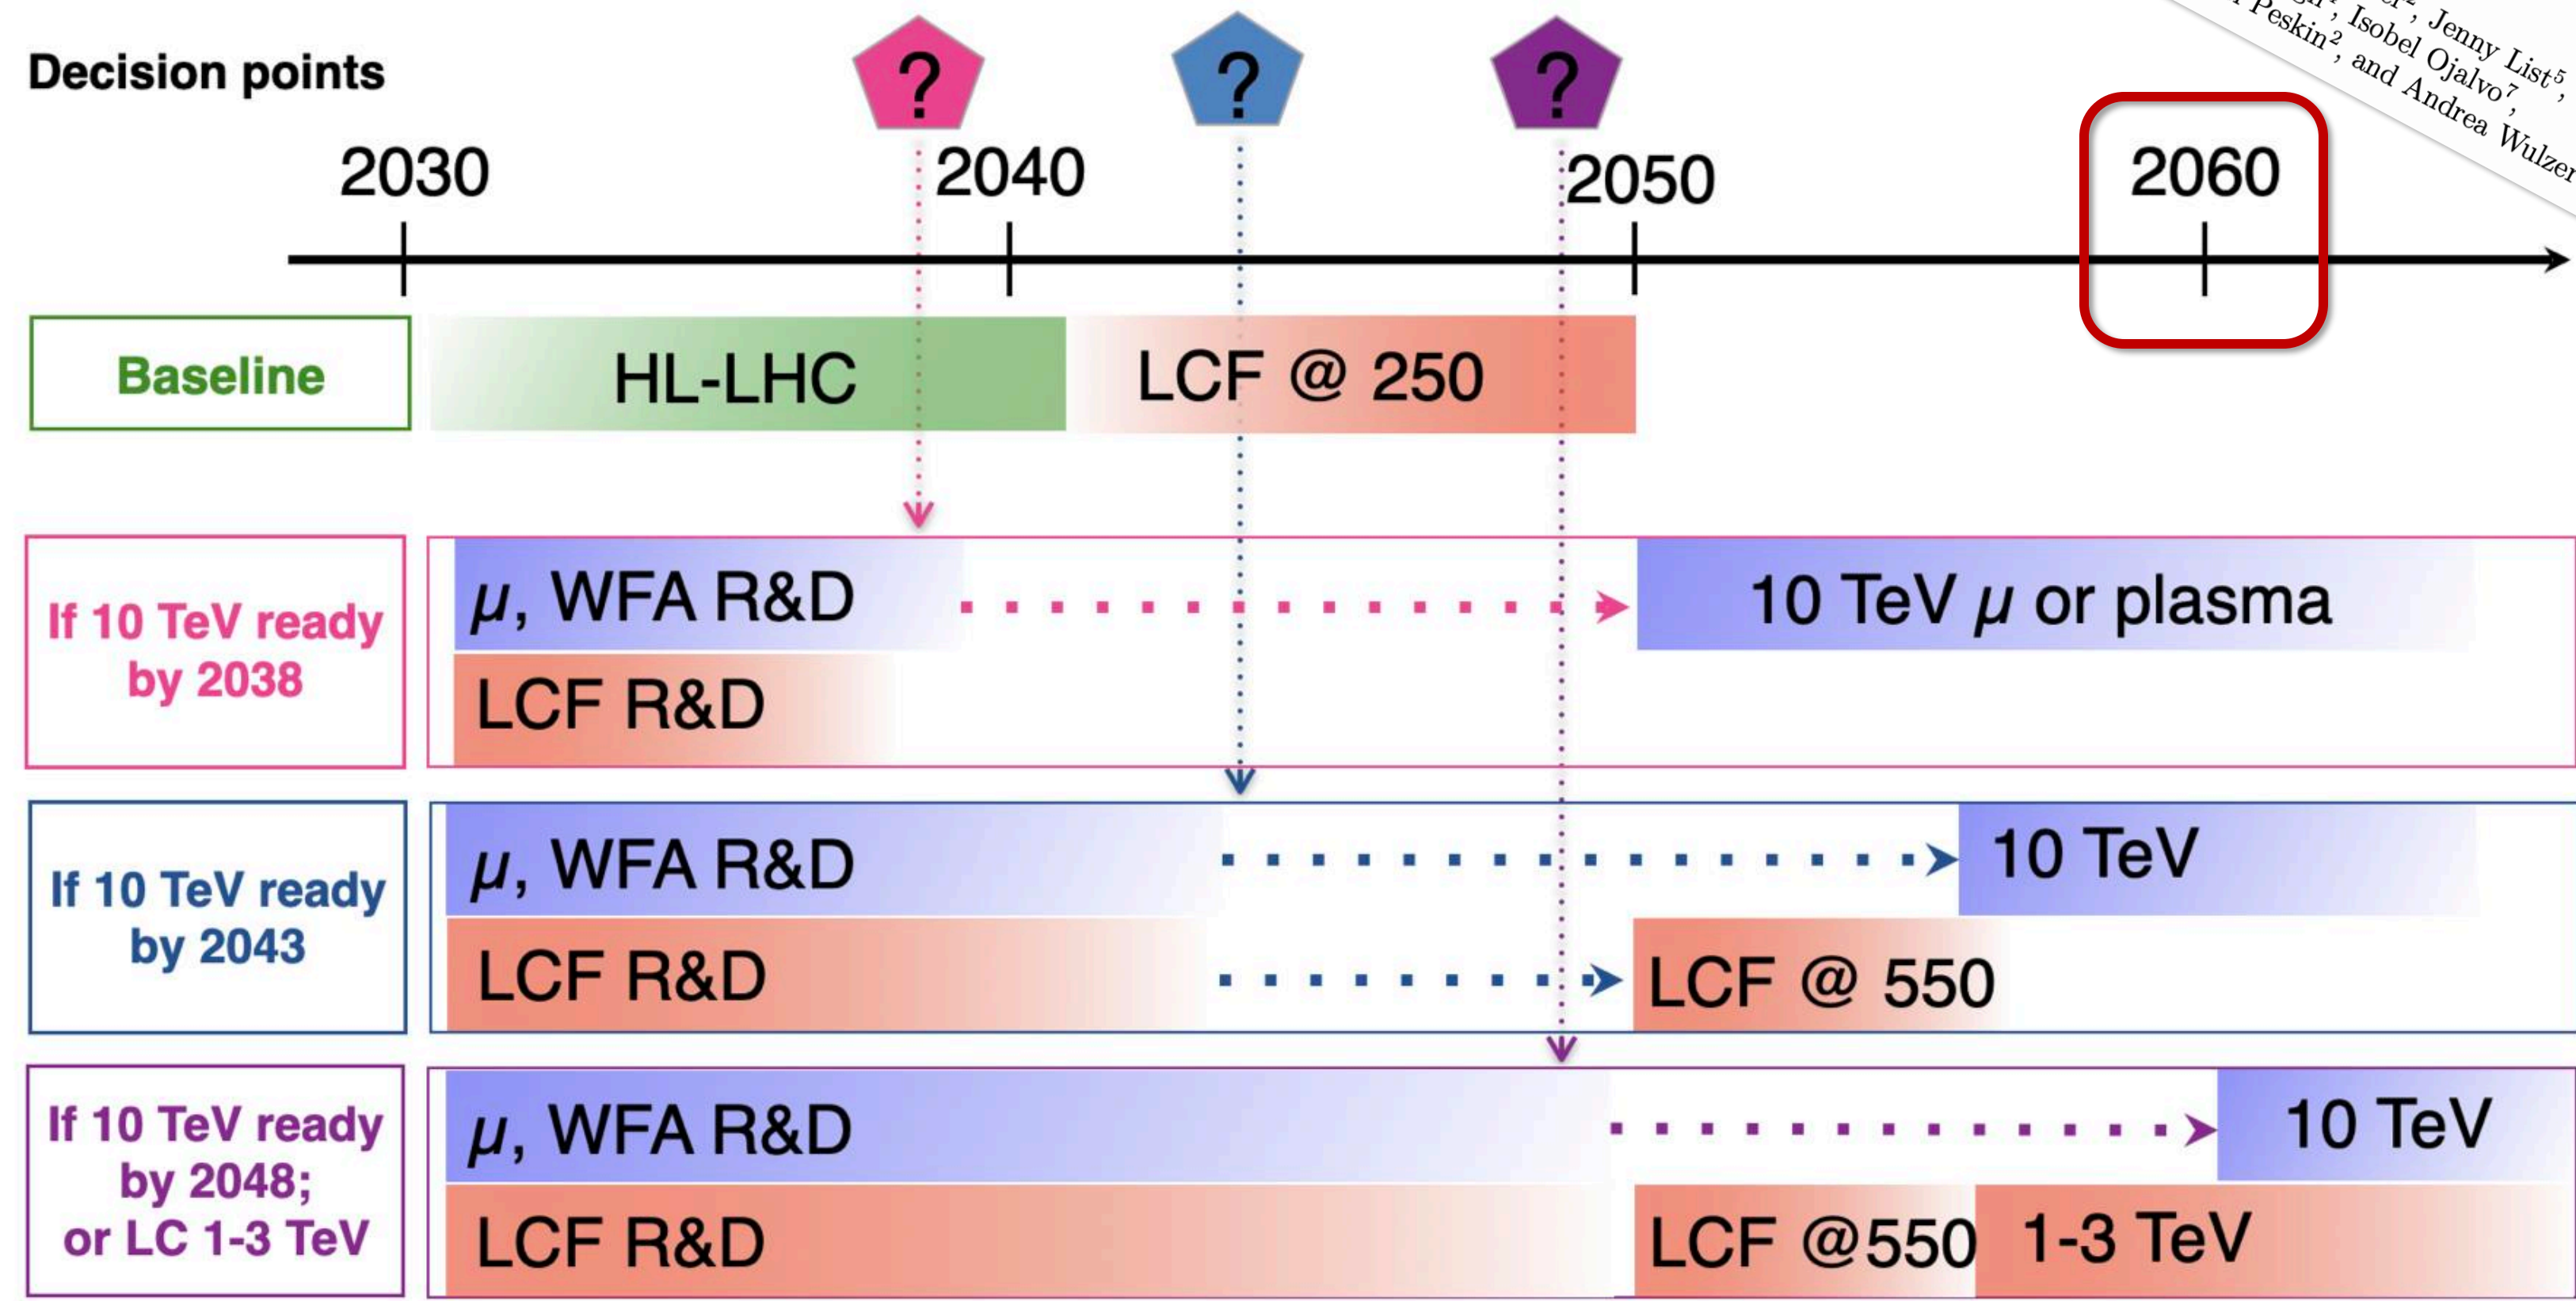 Jenny List⁵,
Isobel Ojalvo⁷,
Peskin², and Andrea Wulzer
Decision points
?
?
?
2030
2040
2050
2060
Baseline
HL-LHC
LCF @ 250
If 10 TeV ready
by 2038
μ, WFA R&D
10 TeV μ or plasma
LCF R&D
If 10 TeV ready
by 2043
μ, WFA R&D
10 TeV
LCF R&D
LCF @ 550
If 10 TeV ready
by 2048;
or LC 1-3 TeV
μ, WFA R&D
10 TeV
LCF R&D
LCF @550
1-3 TeV